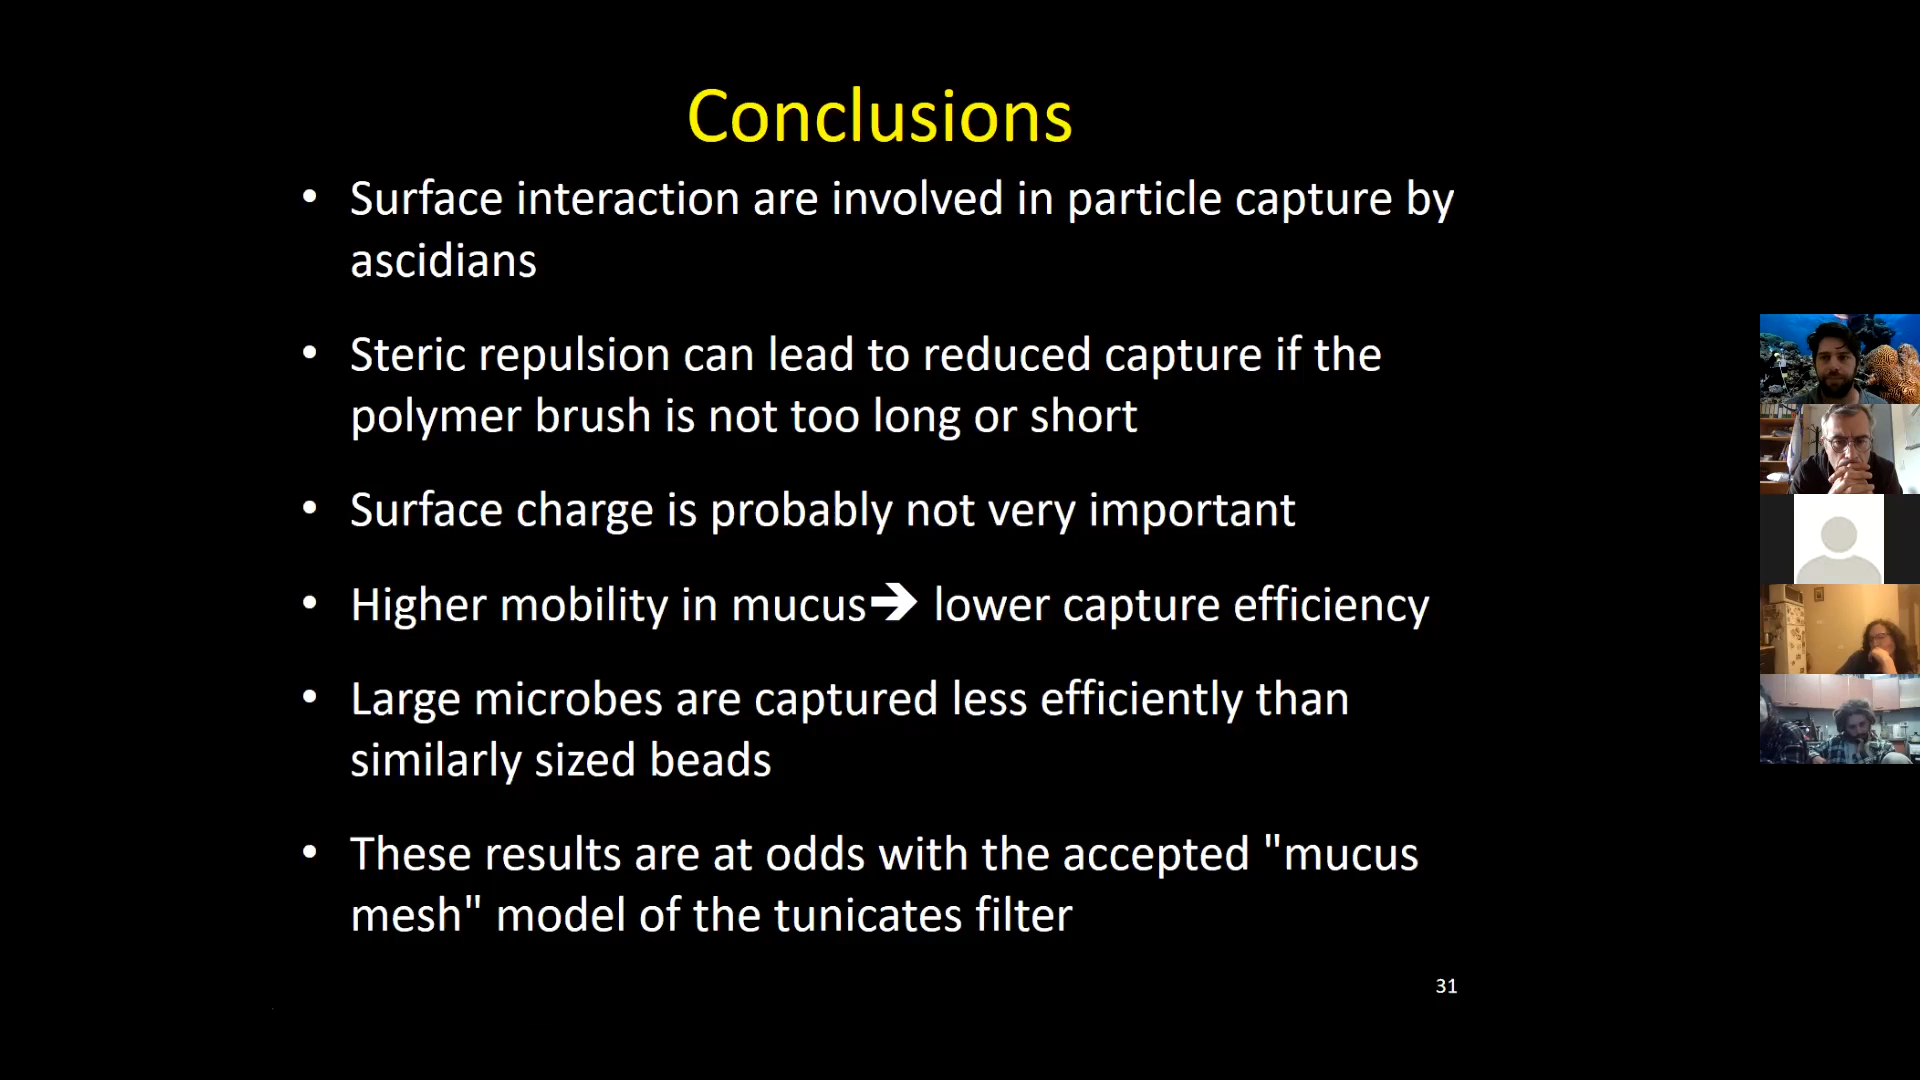 Conclusions
• Surface interaction are involved in particle capture by
ascidians
• Steric repulsion can lead to reduced capture if the
polymer brush is not too long or short
• Surface charge is probably not very important
• Higher mobility in mucus➔ lower capture efficiency
• Large microbes are captured less efficiently than
similarly sized beads
• These results are at odds with the accepted "mucus
mesh" model of the tunicates filter
31